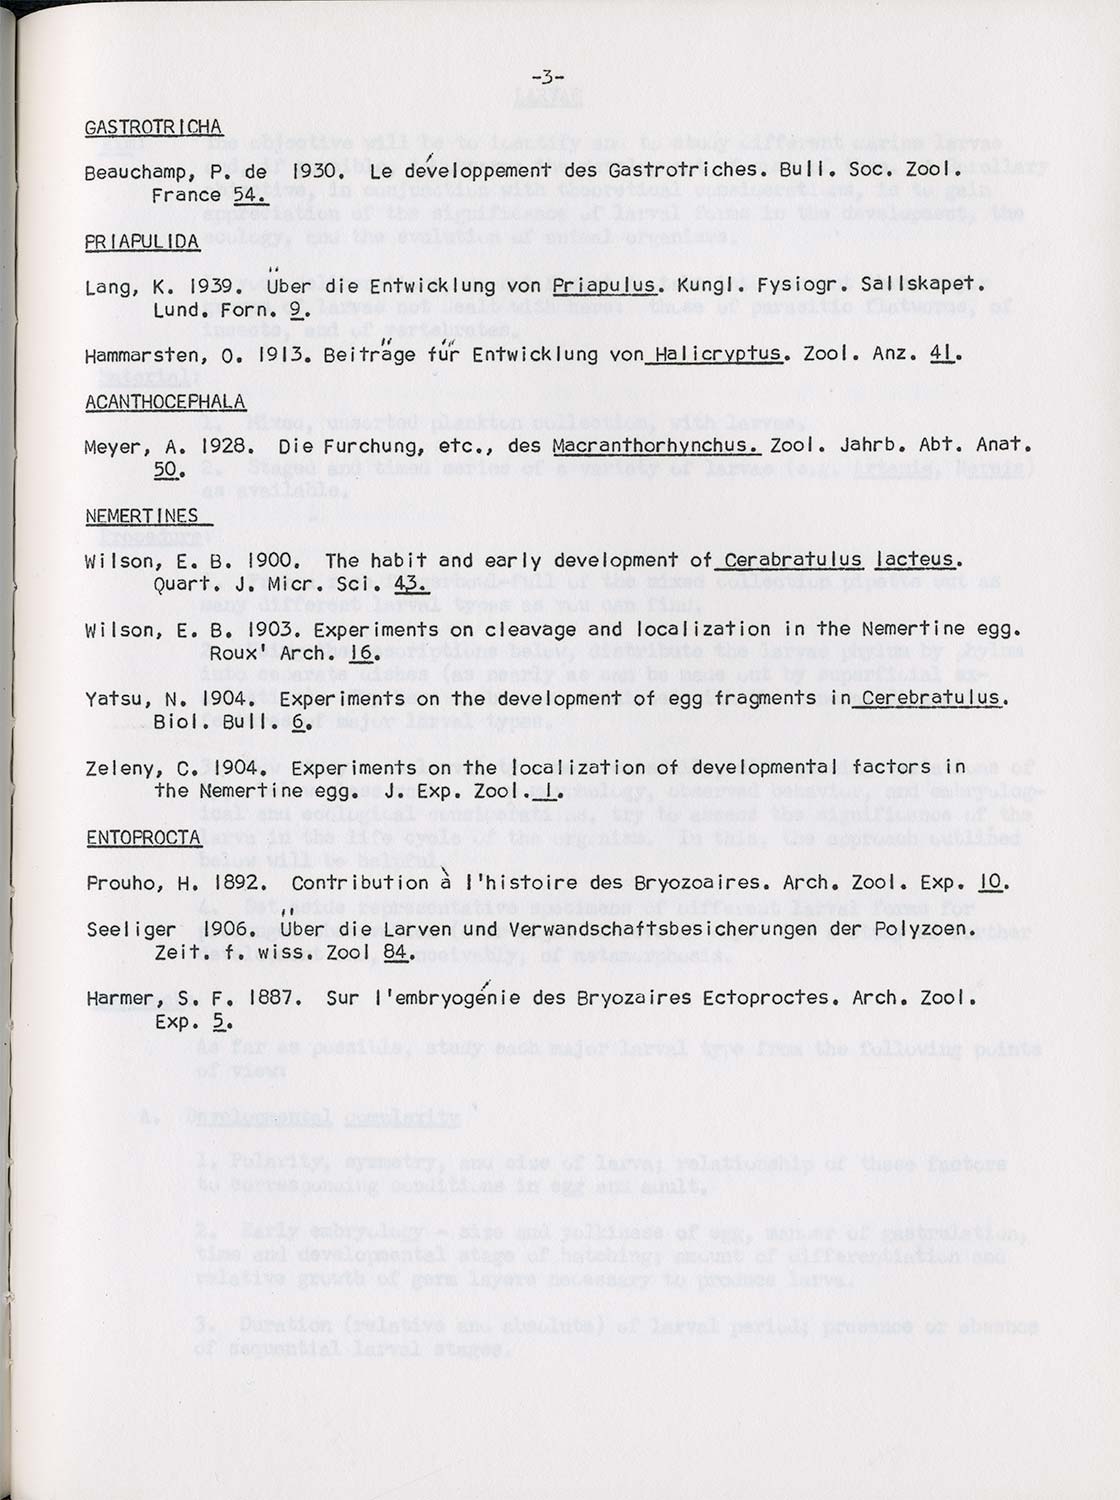 -3-
GASTROTRICHA
Beauchamp, P. de 1930. Le développement des Gastrotriches. Bull. Soc. Zool.
France 54.
PRIAPULIDA
Lang, K. 1939. Über die Entwicklung von Priapulus. Kungl. Fysiogr. Sallskapet.
Lund. Forn. 9.
Hammarsten, O. 1913. Beiträge für Entwicklung von Halicryptus. Zool. Anz. 41.
ACANTHOCEPHALA
Meyer, A. 1928. Die Furchung, etc., des Macranthorhynchus. Zool. Jahrb. Abt. Anat.
50.
NEMERTINES
Wilson, E. B. 1900. The habit and early development of Cerabratulus lacteus.
Quart. J. Micr. Sci. 43.
Wilson, E. B. 1903. Experiments on cleavage and localization in the Nemertine egg.
Roux' Arch. 16.
Yatsu, N. 1904. Experiments on the development of egg fragments in Cerebratulus.
Biol. Bull. 6.
Zeleny, C. 1904. Experiments on the localization of developmental factors in
the Nemertine egg. J. Exp. Zool. 1.
ENTOPROCTA
Prouho, H. 1892. Contribution à l'histoire des Bryozoaires. Arch. Zool. Exp. 10.
Seeliger 1906. Über die Larven und Verwandschaftsbesicherungen der Polyzoen.
Zeit. f. wiss. Zool 84.
Harmer, S. F. 1887. Sur l'embryogénie des Bryozaires Ectoproctes. Arch. Zool.
Exp. 5.